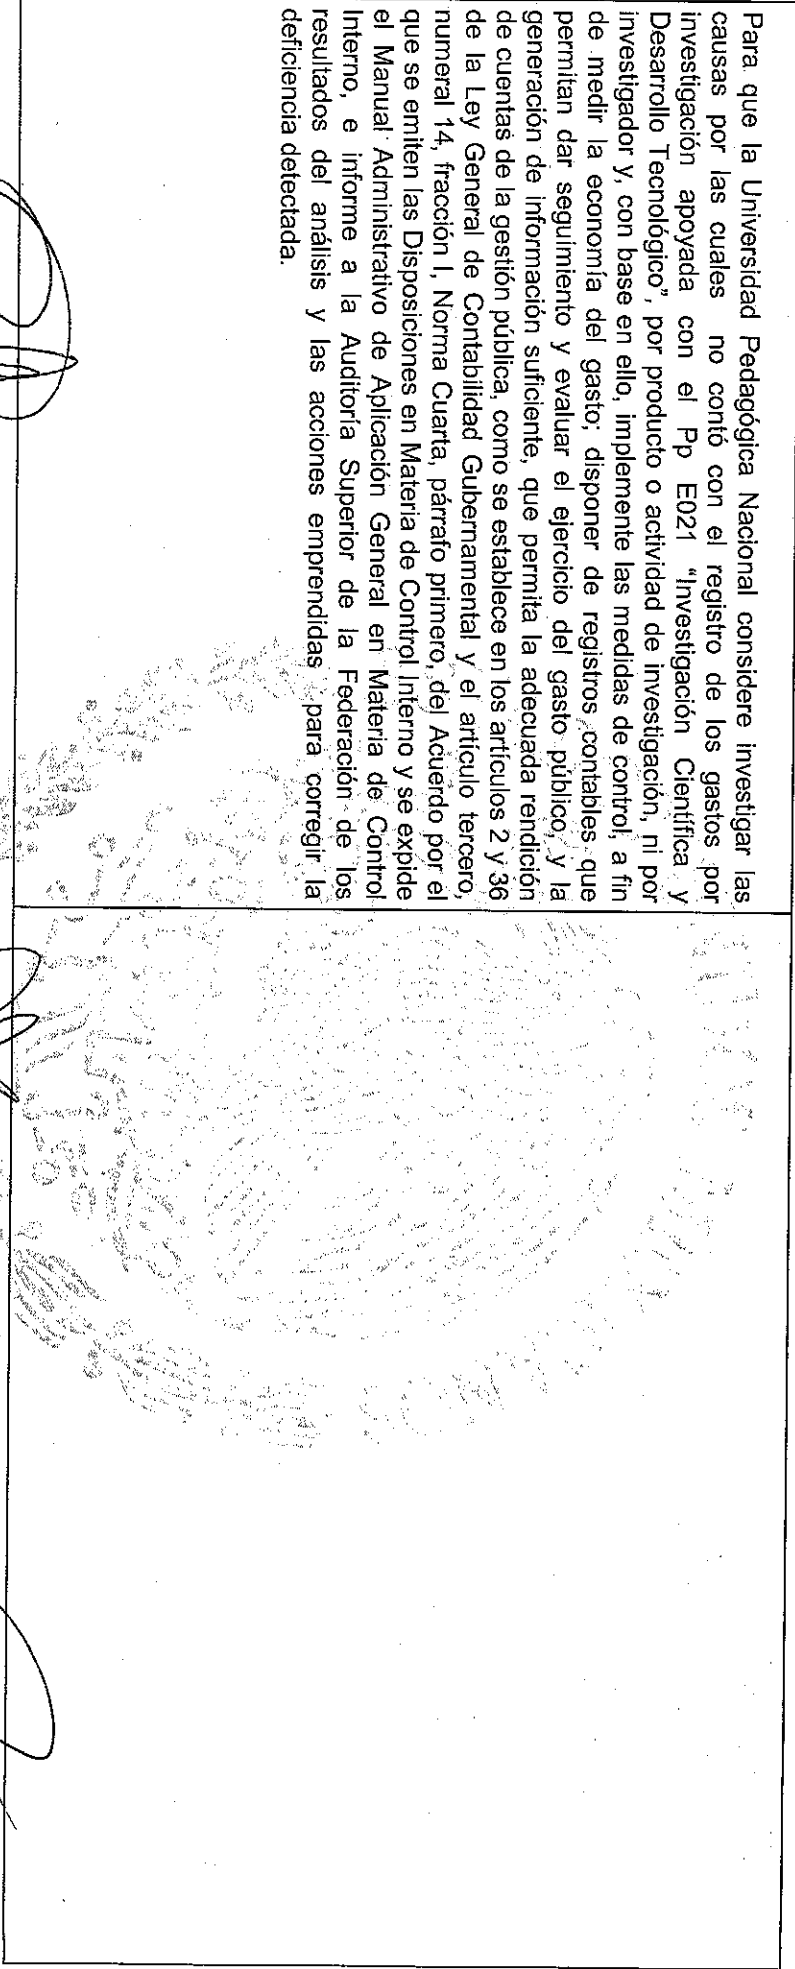 Para que la Universidad Pedagógica Nacional considere investigar las
causas por las cuales no contó con el registro de los gastos por
investigación apoyada con el Pp E021 "Investigación Científica y
Desarrollo Tecnológico", por producto o actividad de investigación, ni por
investigador y, con base en ello, implemente las medidas de control, a fin
de medir la economía del gasto; disponer de registros contables que
permitan dar seguimiento y evaluar el ejercicio del gasto público, y la
generación de información suficiente, que permita la adecuada rendición
de cuentas de la gestión pública, como se establece en los artículos 2 y 36
de la Ley General de Contabilidad Gubernamental y el artículo tercero,
numeral 14, fracción I, Norma Cuarta, párrafo primero, del Acuerdo por el
que se emiten las Disposiciones en Materia de Control Interno y se expide
el Manual Administrativo de Aplicación General en Materia de Control
Interno, e informe a la Auditoría Superior de la Federación de los
resultados del análisis y las acciones emprendidas para corregir la
deficiencia detectada.